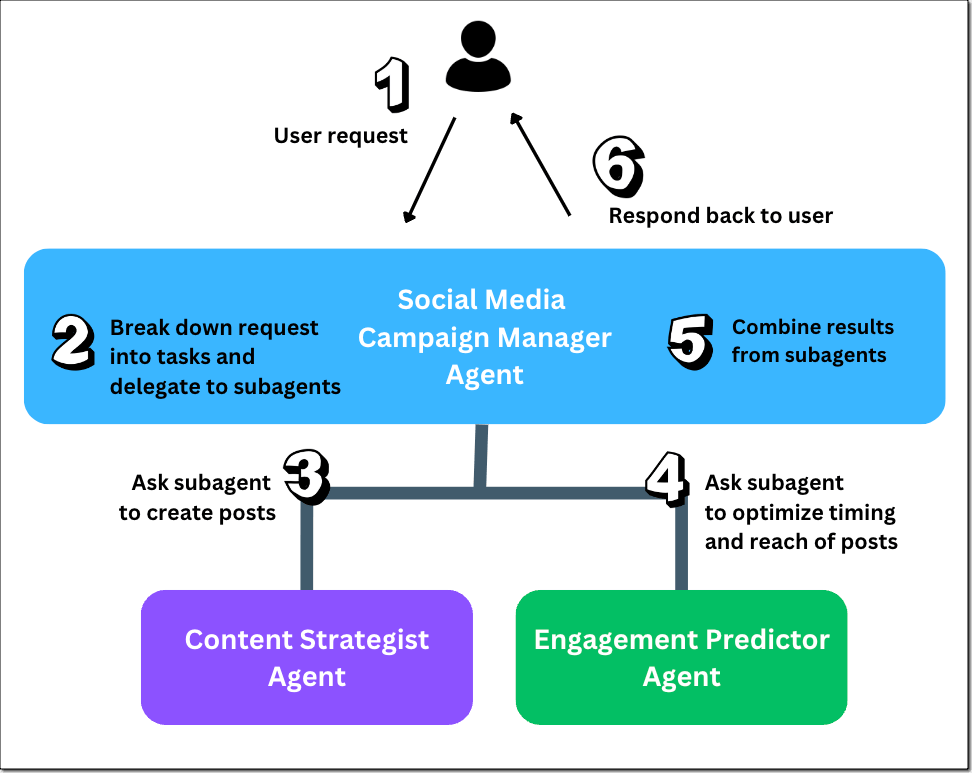 1
User request
6
Respond back to user
Social Media
Campaign Manager
Agent
2
Break down request
into tasks and
delegate to subagents
5
Combine results
from subagents
3
Ask subagent
to create posts
4
Ask subagent
to optimize timing
and reach of posts
Content Strategist
Agent
Engagement Predictor
Agent